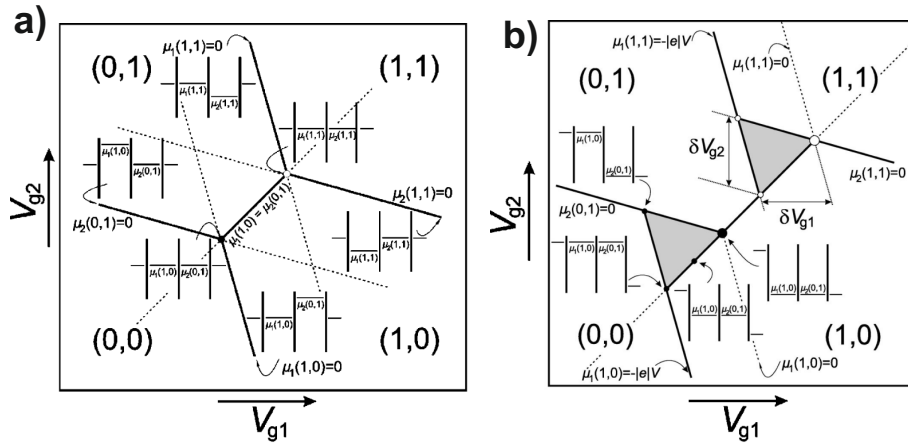 a)
μ₁(1,1)=0
(0,1)
(1,1)
μ₁(1,1)
μ₂(1,1)
μ₁(1,1) μ₂(1,1)
μ₁(1,0)
μ₂(0,1)
μ₂(0,1)=0
μ₁(1,0) = μ₂(0,1)
μ₂(1,1)=0
μ₁(1,0) μ₂(0,1)
μ₂(1,1)
μ₁(1,1)
μ₂(0,1)
μ₁(1,0)
(0,0)
(1,0)
μ₁(1,0)=0
Vg2
Vg1
b)
μ₁(1,1)=-|e|V
μ₁(1,1)=0
(0,1)
(1,1)
μ₁(1,0)
μ₂(0,1)
δVg2
μ₂(1,1)=0
μ₂(0,1)=0
δVg1
μ₁(1,0) μ₂(0,1)
μ₁(1,0) μ₂(0,1)
μ₁(1,0) μ₂(0,1)
(0,0)
(1,0)
μ₁(1,0)=-|e|V
μ₁(1,0)=0
Vg2
Vg1